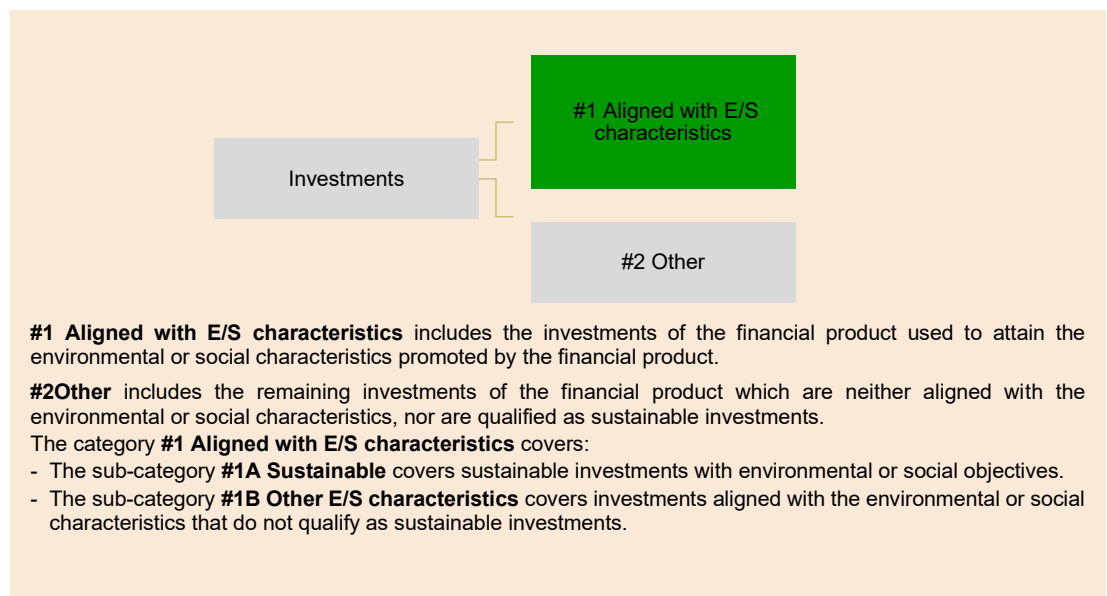 #1 Aligned with E/S
characteristics
Investments
#2 Other
#1 Aligned with E/S characteristics includes the investments of the financial product used to attain the
environmental or social characteristics promoted by the financial product.
#2Other includes the remaining investments of the financial product which are neither aligned with the
environmental or social characteristics, nor are qualified as sustainable investments.
The category #1 Aligned with E/S characteristics covers:
- The sub-category #1A Sustainable covers sustainable investments with environmental or social objectives.
- The sub-category #1B Other E/S characteristics covers investments aligned with the environmental or social
characteristics that do not qualify as sustainable investments.